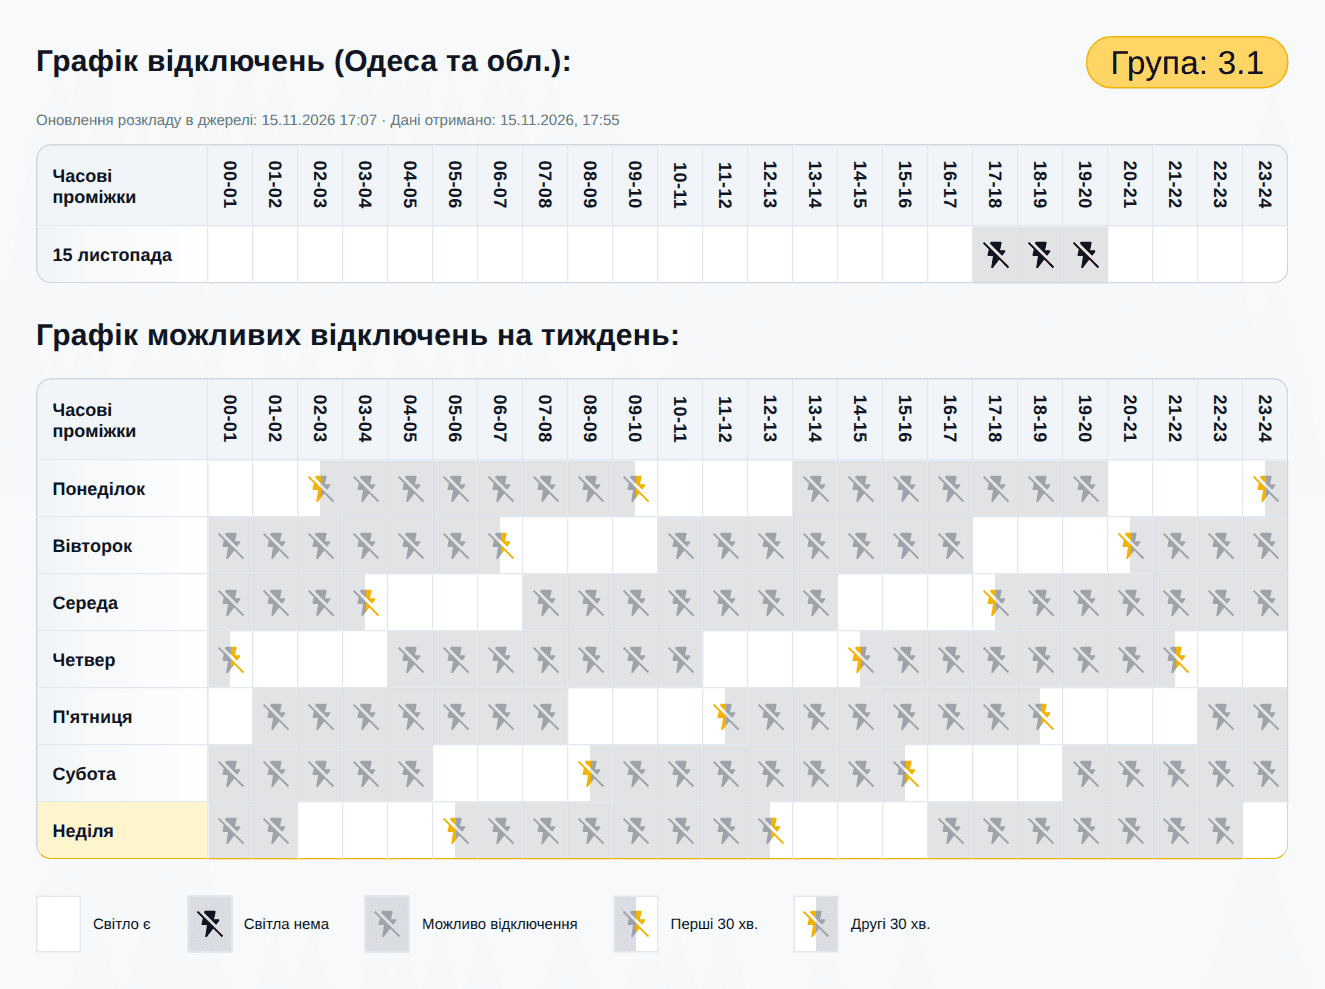 Графік відключень (Одеса та обл.):
Група: 3.1
Оновлення розкладу в джерелі: 15.11.2026 17:07 · Дані отримано: 15.11.2026, 17:55
Часові
проміжки
00-01 01-02 02-03 03-04 04-05 05-06 06-07 07-08 08-09 09-10 10-11 11-12 12-13 13-14 14-15 15-16 16-17 17-18 18-19 19-20 20-21 21-22 22-23 23-24
15 листопада
Графік можливих відключень на тиждень:
Часові
проміжки
00-01 01-02 02-03 03-04 04-05 05-06 06-07 07-08 08-09 09-10 10-11 11-12 12-13 13-14 14-15 15-16 16-17 17-18 18-19 19-20 20-21 21-22 22-23 23-24
Понеділок
Вівторок
Середа
Четвер
П'ятниця
Субота
Неділя
Світло є
Світла нема
Можливо відключення
Перші 30 хв.
Другі 30 хв.